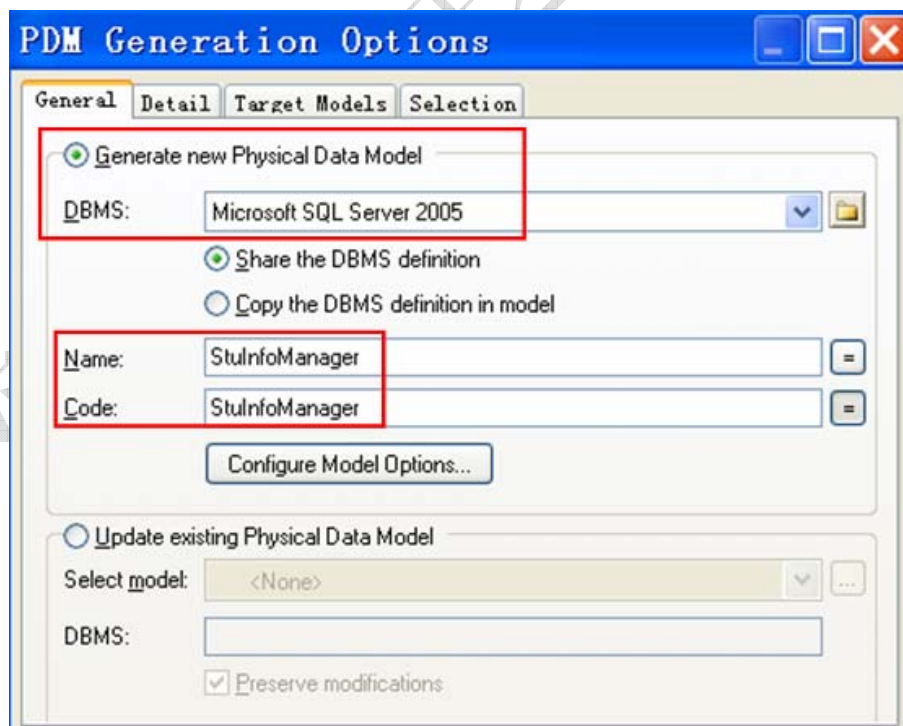 PDM Generation Options
General Detail Target Models Selection
Generate new Physical Data Model
DBMS: Microsoft SQL Server 2005
Share the DBMS definition
Copy the DBMS definition in model
Name: StuInfoManager =
Code: StuInfoManager =
Configure Model Options...
Update existing Physical Data Model
Select model: <None> ...
DBMS:
Preserve modifications